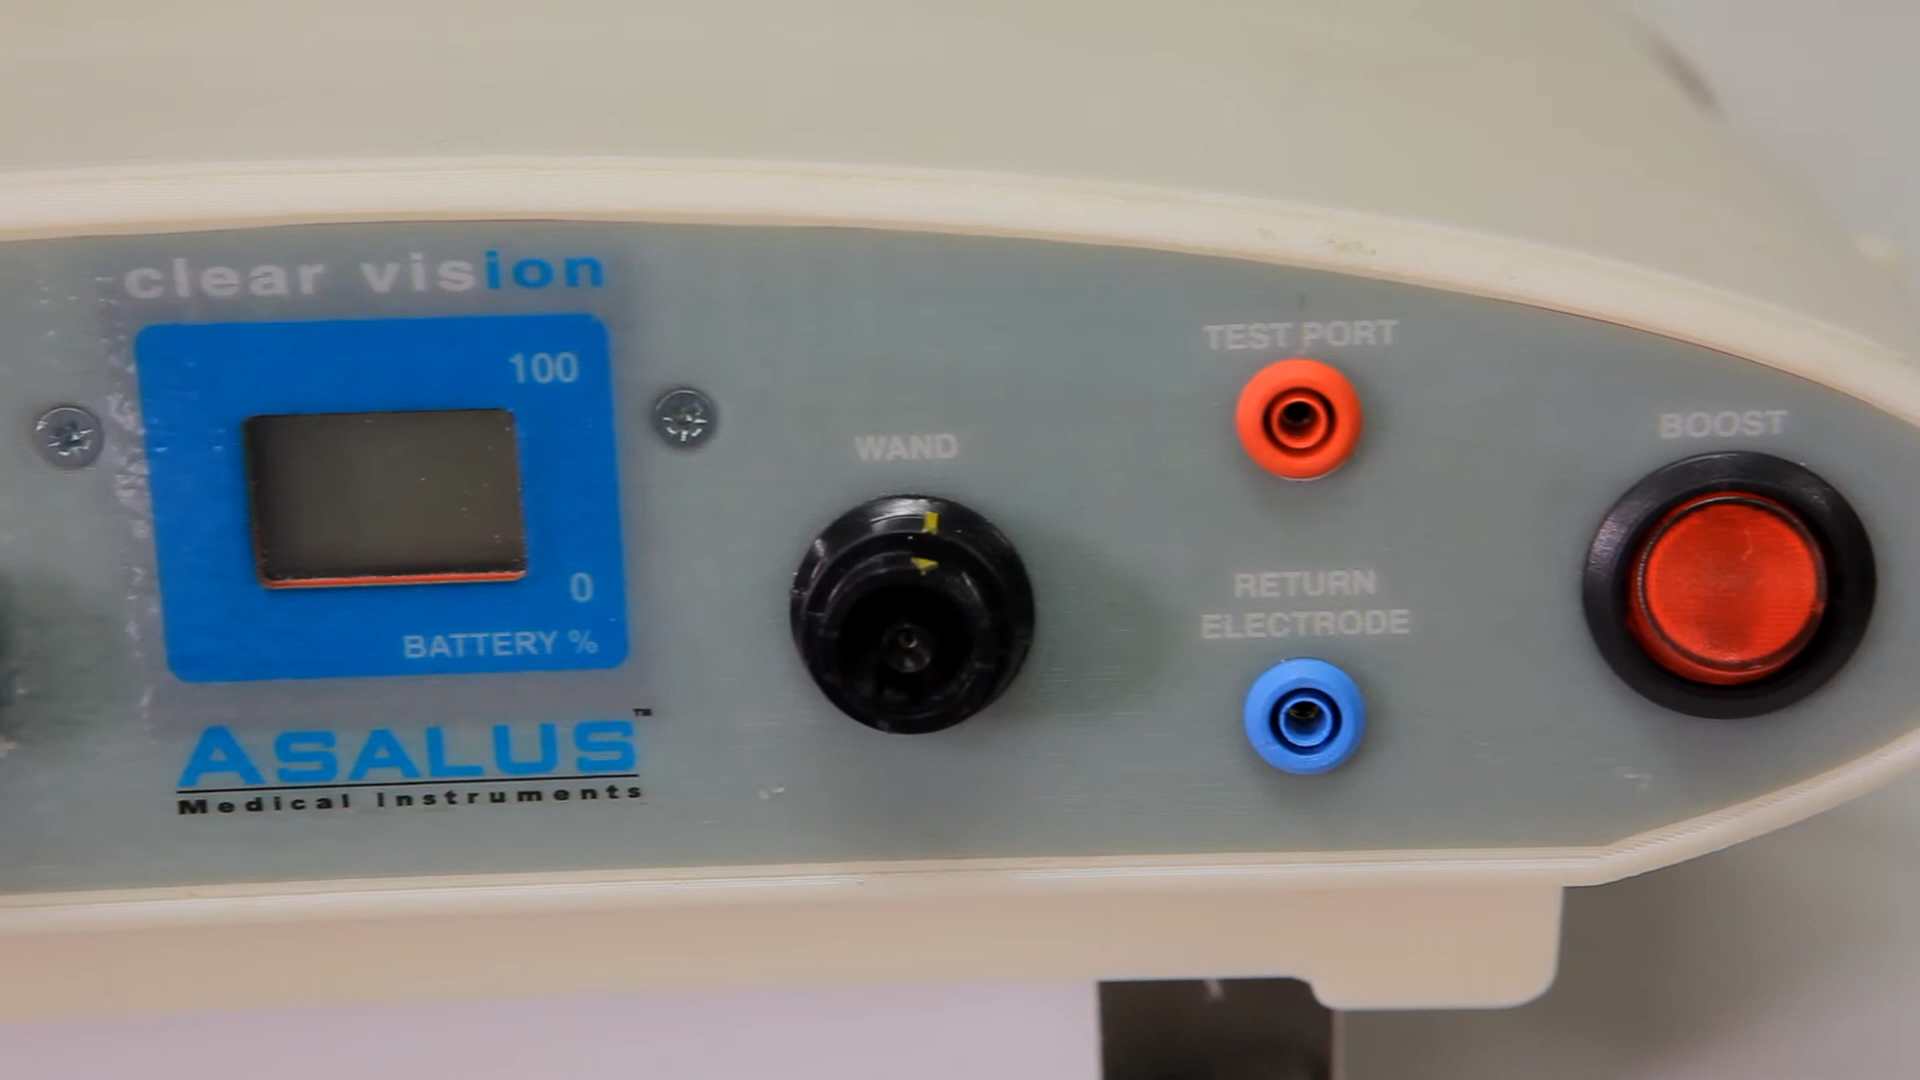 clear vision
100
0
BATTERY %
ASALUS™
Medical Instruments
WAND
TEST PORT
RETURN
ELECTRODE
BOOST